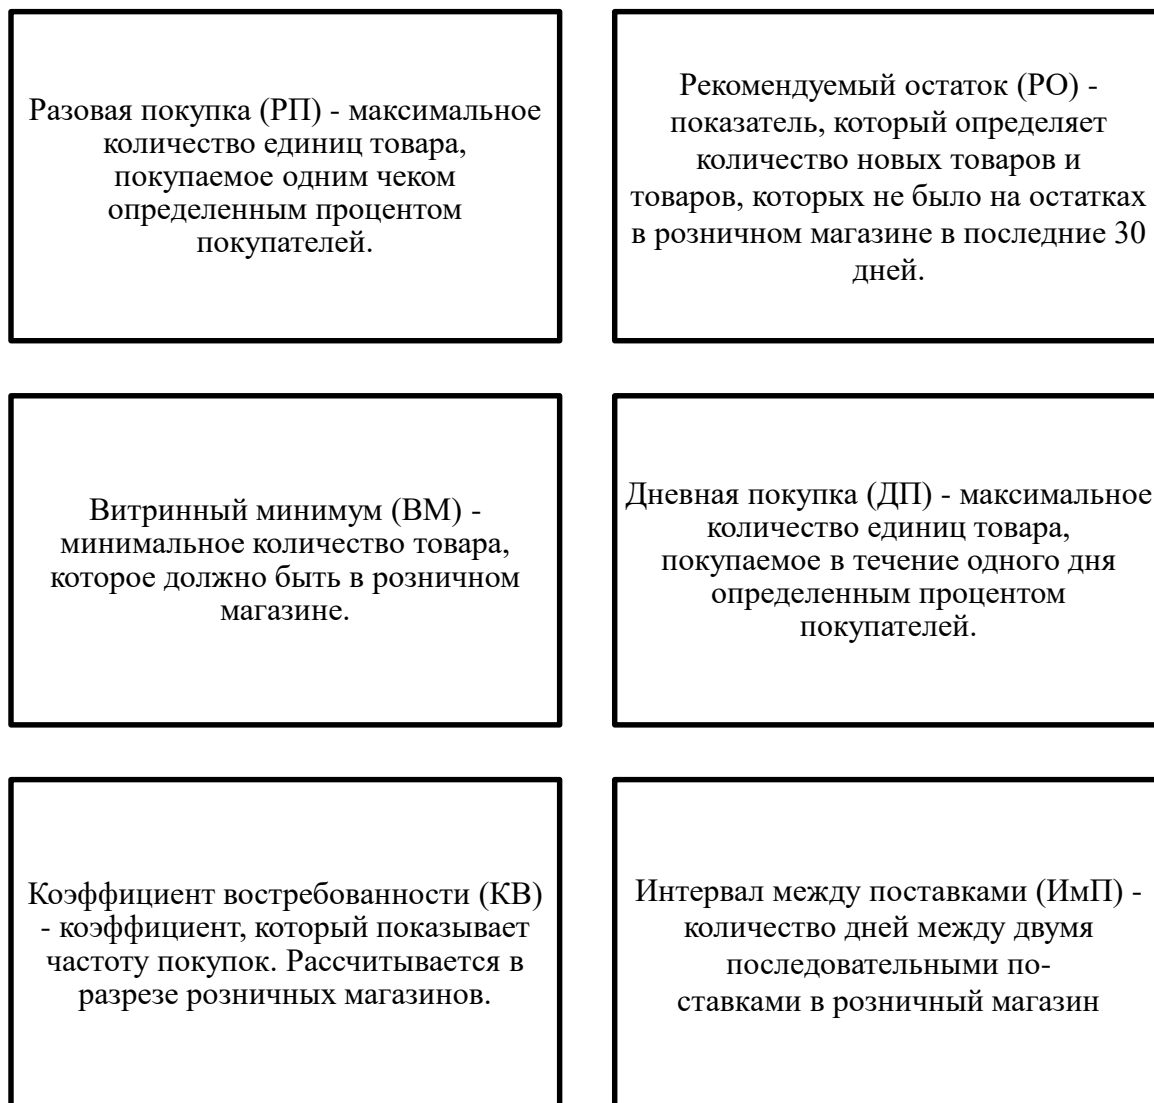 Разовая покупка (РП) - максимальное
количество единиц товара,
покупаемое одним чеком
определенным процентом
покупателей.
Рекомендуемый остаток (РО) -
показатель, который определяет
количество новых товаров и
товаров, которых не было на остатках
в розничном магазине в последние 30
дней.
Витринный минимум (ВМ) -
минимальное количество товара,
которое должно быть в розничном
магазине.
Дневная покупка (ДП) - максимальное
количество единиц товара,
покупаемое в течение одного дня
определенным процентом
покупателей.
Коэффициент востребованности (КВ)
- коэффициент, который показывает
частоту покупок. Рассчитывается в
разрезе розничных магазинов.
Интервал между поставками (ИмП) -
количество дней между двумя
последовательными по-
ставками в розничный магазин